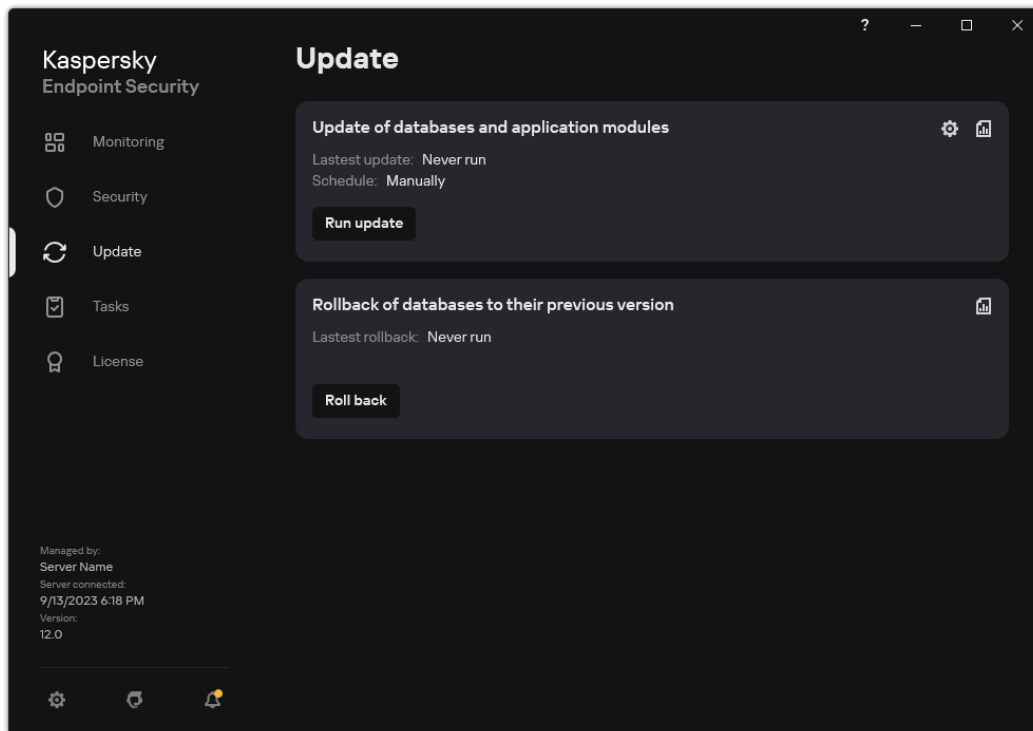 ?
Kaspersky
Endpoint Security
Monitoring
Security
Update
Tasks
License
Managed by:
Server Name
Server connected:
9/13/2023 6:18 PM
Version:
12.0
Update
Update of databases and application modules
Lastest update: Never run
Schedule: Manually
Run update
Rollback of databases to their previous version
Lastest rollback: Never run
Roll back